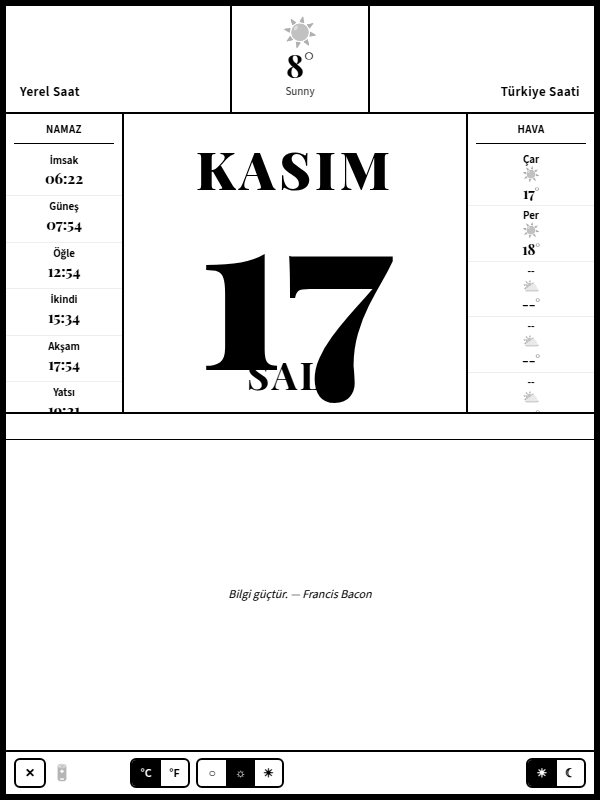 8°
Sunny
Yerel Saat
Türkiye Saati
NAMAZ
İmsak
06:22
Güneş
07:54
Öğle
12:54
İkindi
15:34
Akşam
17:54
Yatsı
KASIM
17
SAL
HAVA
Çar
17°
Per
18°
--
--°
--
--°
--
Bilgi güçtür. — Francis Bacon
✕
°C °F